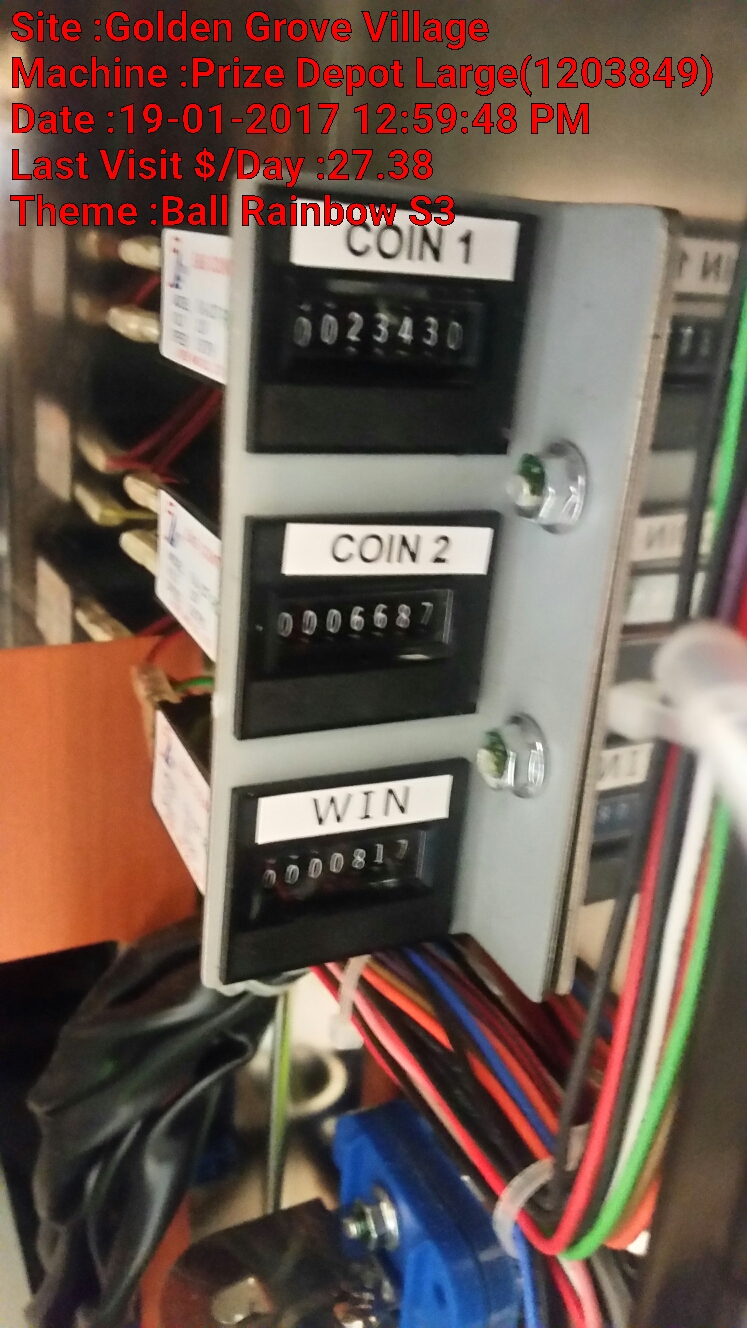 Site :Golden Grove Village
Machine :Prize Depot Large(1203849)
Date :19-01-2017 12:59:48 PM
Last Visit $/Day :27.38
Theme :Ball Rainbow S3
COIN 1
0023430
COIN 2
0006687
WIN
0000817